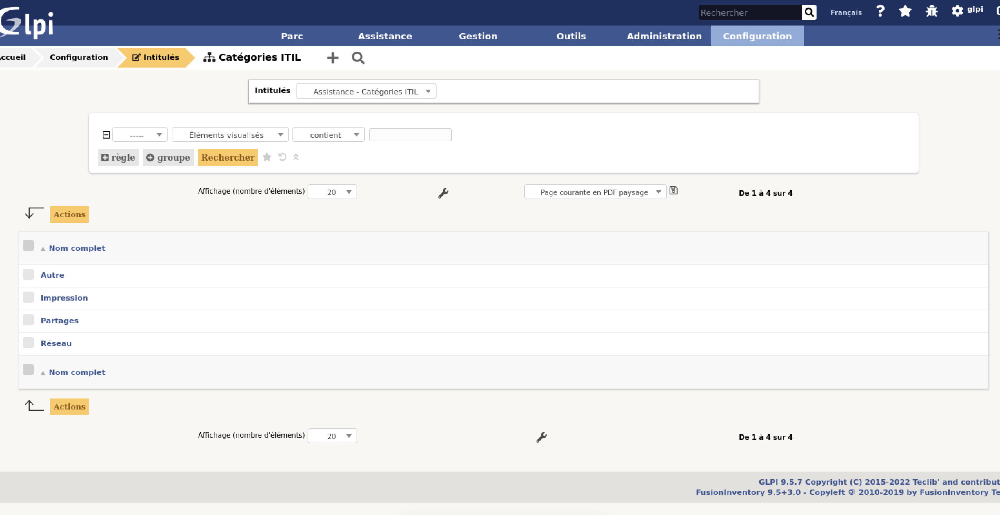 Glpi
Rechercher Français ? glpi
Parc Assistance Gestion Outils Administration Configuration
ccueil Configuration Intitulés Catégories ITIL
Intitulés Assistance - Catégories ITIL
----- Éléments visualisés contient
règle groupe Rechercher
Affichage (nombre d'éléments) 20 Page courante en PDF paysage De 1 à 4 sur 4
Actions
Nom complet
Autre
Impression
Partages
Réseau
Nom complet
Actions
Affichage (nombre d'éléments) 20 De 1 à 4 sur 4
GLPI 9.5.7 Copyright (C) 2015-2022 Teclib' and contribut
FusionInventory 9.5+3.0 - Copyleft 🄯 2010-2019 by FusionInventory Te